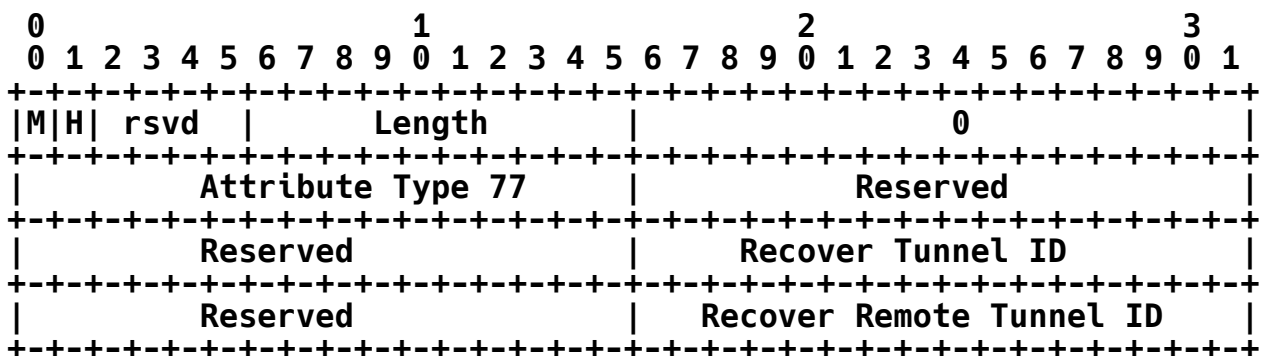 0                   1                   2                   3
 0 1 2 3 4 5 6 7 8 9 0 1 2 3 4 5 6 7 8 9 0 1 2 3 4 5 6 7 8 9 0 1
+-+-+-+-+-+-+-+-+-+-+-+-+-+-+-+-+-+-+-+-+-+-+-+-+-+-+-+-+-+-+-+-+
|M|H| rsvd  |      Length       |                0              |
+-+-+-+-+-+-+-+-+-+-+-+-+-+-+-+-+-+-+-+-+-+-+-+-+-+-+-+-+-+-+-+-+
|         Attribute Type 77     |           Reserved            |
+-+-+-+-+-+-+-+-+-+-+-+-+-+-+-+-+-+-+-+-+-+-+-+-+-+-+-+-+-+-+-+-+
|         Reserved              |     Recover Tunnel ID         |
+-+-+-+-+-+-+-+-+-+-+-+-+-+-+-+-+-+-+-+-+-+-+-+-+-+-+-+-+-+-+-+-+
|         Reserved              |   Recover Remote Tunnel ID    |
+-+-+-+-+-+-+-+-+-+-+-+-+-+-+-+-+-+-+-+-+-+-+-+-+-+-+-+-+-+-+-+-+